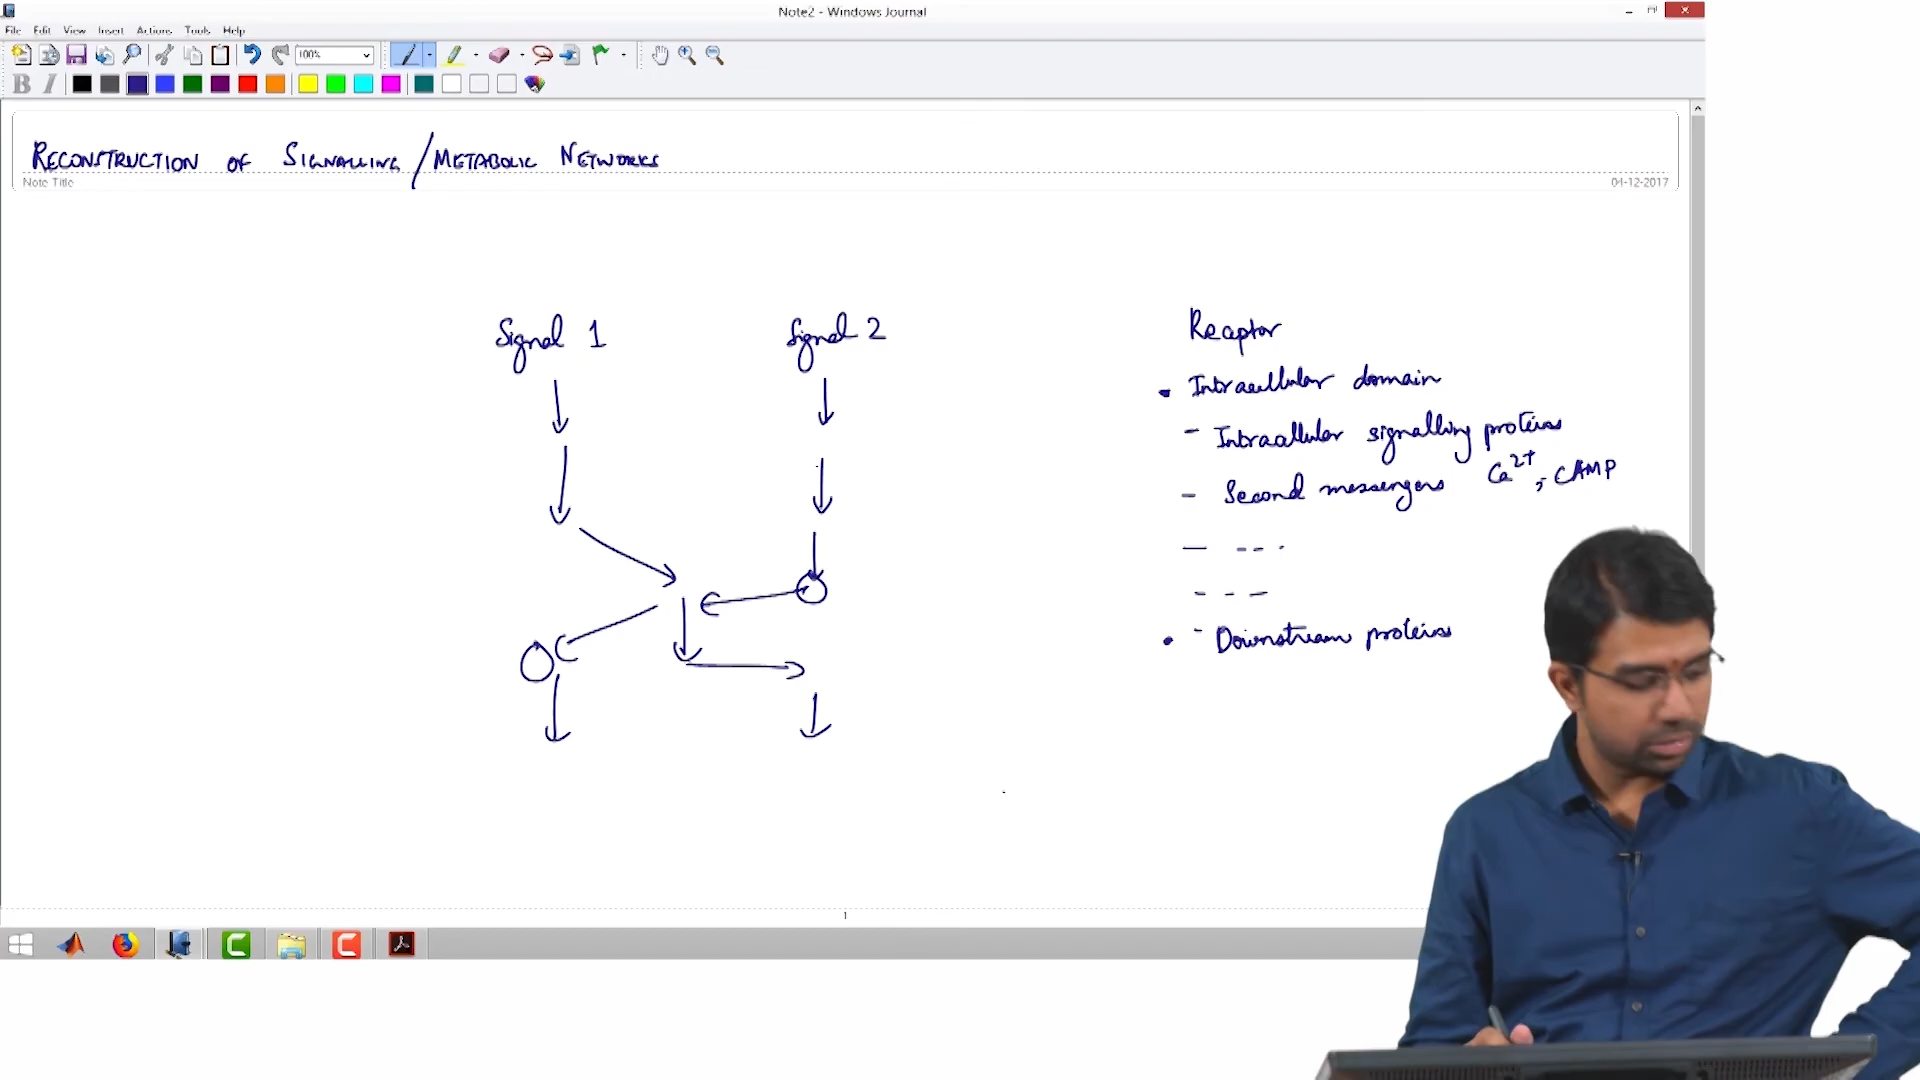 Note2 - Windows Journal
File Edit View Insert Actions Tools Help
100%
B I
RECONSTRUCTION OF SIGNALLING / METABOLIC NETWORKS
Note Title
04-12-2017
Signal 1
Signal 2
Receptor
• Intracellular domain
- Intracellular signalling proteins
- Second messengers Ca2+, cAMP
• - Downstream proteins
1